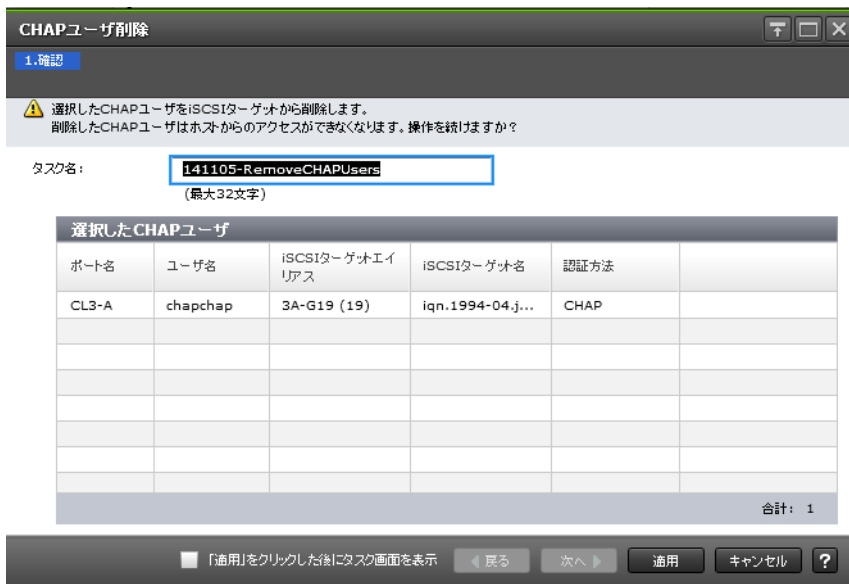 CHAPユーザ削除
1.確認
選択したCHAPユーザをiSCSIターゲットから削除します。
削除したCHAPユーザはホストからのアクセスができなくなります。操作を続けますか？
タスク名： 141105-RemoveCHAPUsers
(最大32文字)
選択したCHAPユーザ
ポート名 ユーザ名 iSCSIターゲットエイリアス iSCSIターゲット名 認証方法
CL3-A chapchap 3A-G19 (19) iqn.1994-04.j... CHAP
合計： 1
「適用」をクリックした後にタスク画面を表示 戻る 次へ 適用 キャンセル ?